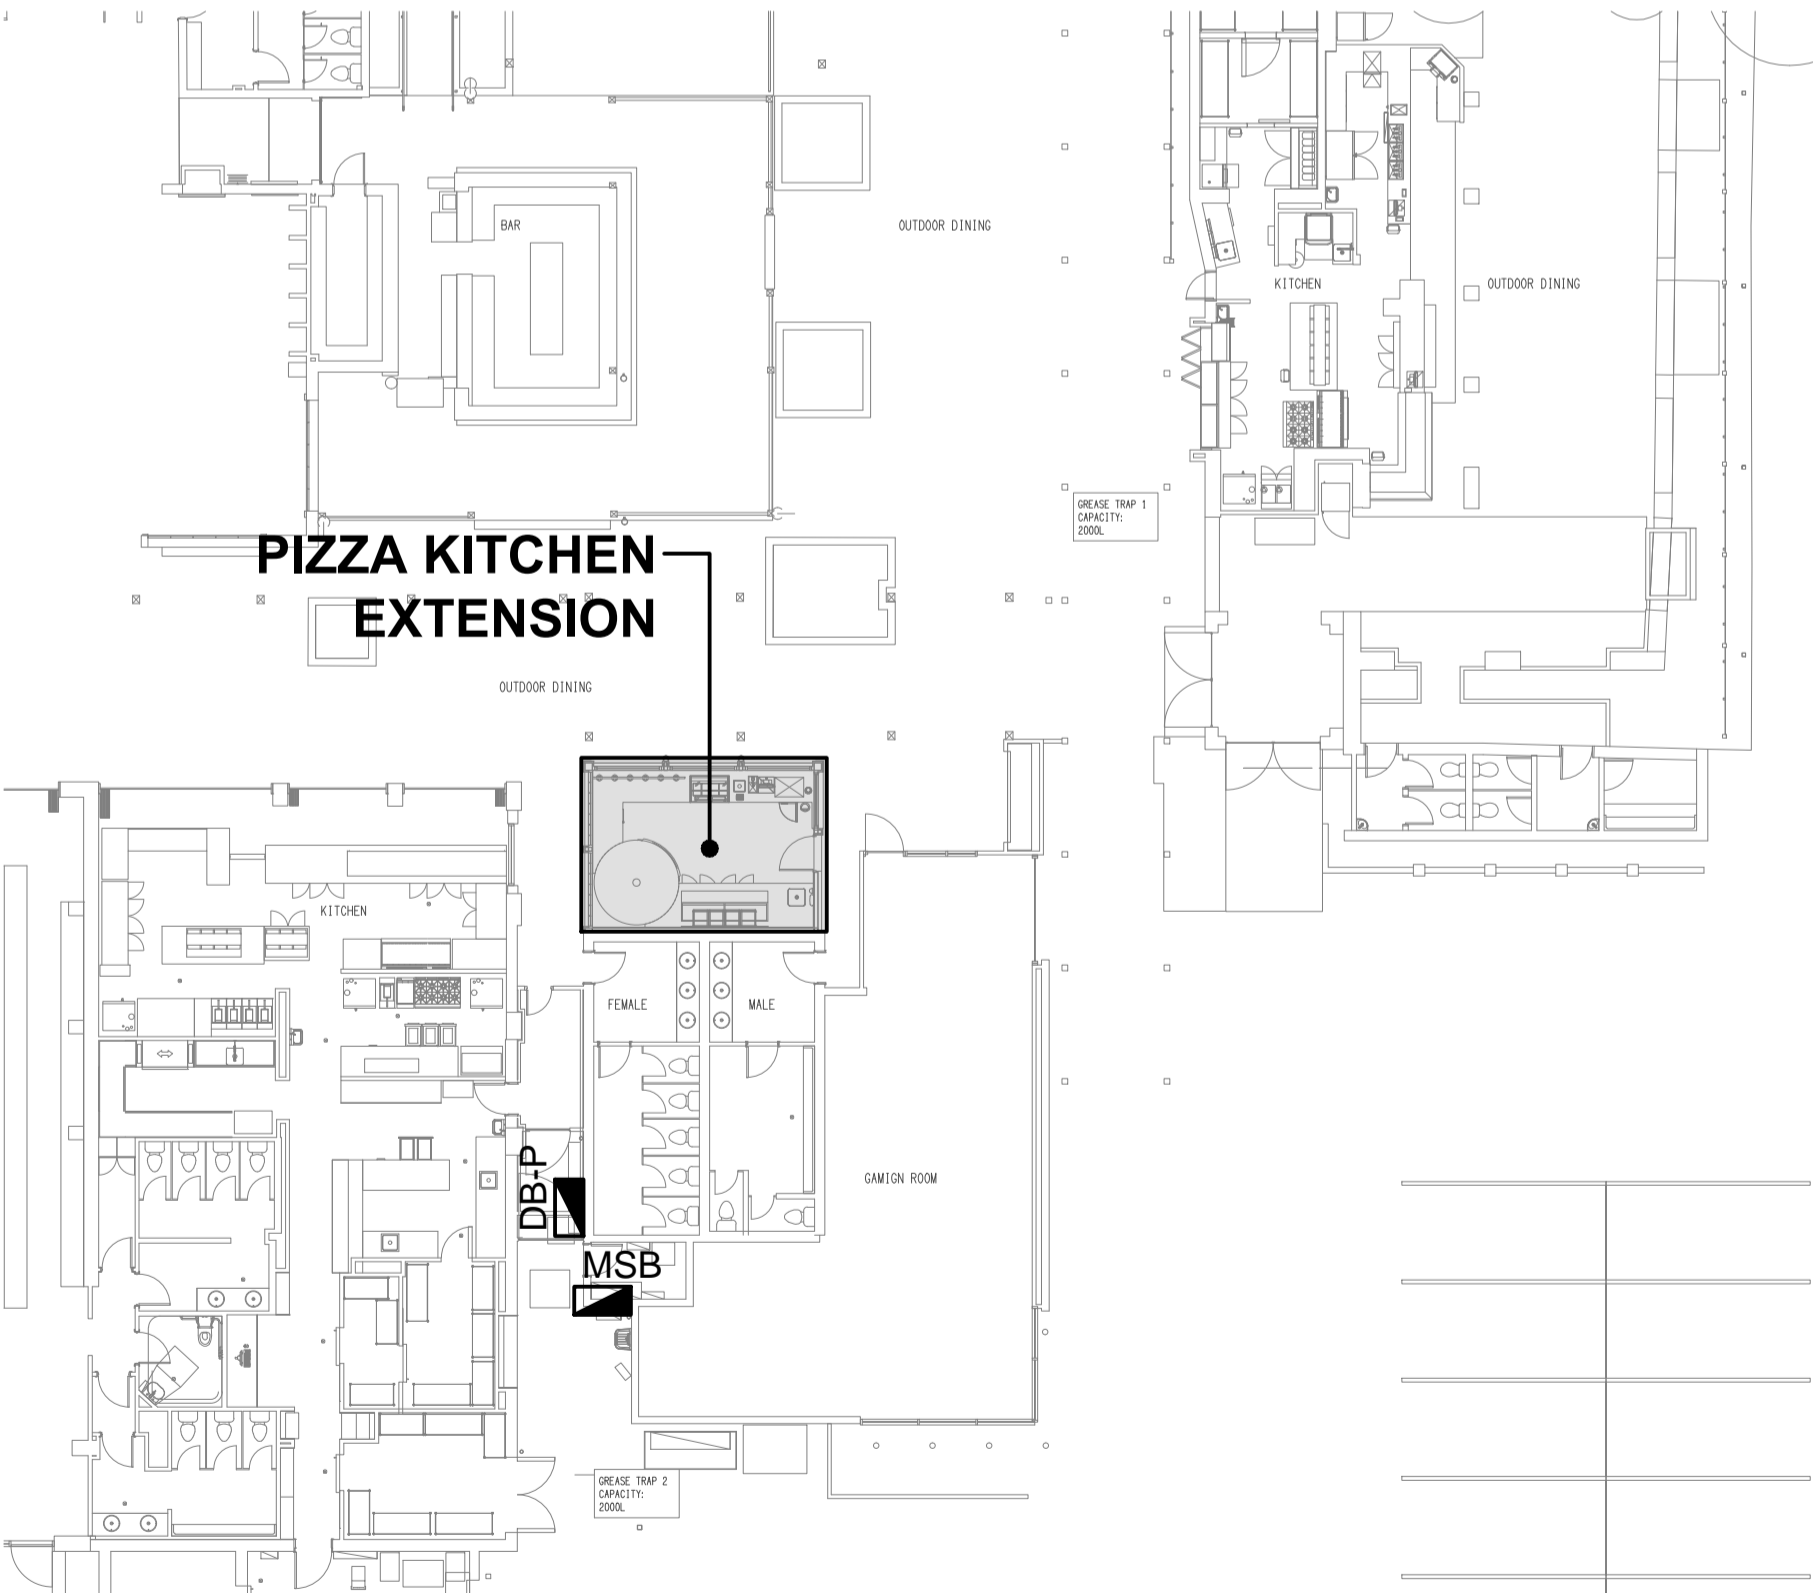 BAR
OUTDOOR DINING
KITCHEN
OUTDOOR DINING
GREASE TRAP 1
CAPACITY:
2000L
PIZZA KITCHEN
EXTENSION
OUTDOOR DINING
KITCHEN
FEMALE
MALE
DB-P
GAMIGN ROOM
MSB
GREASE TRAP 2
CAPACITY:
2000L